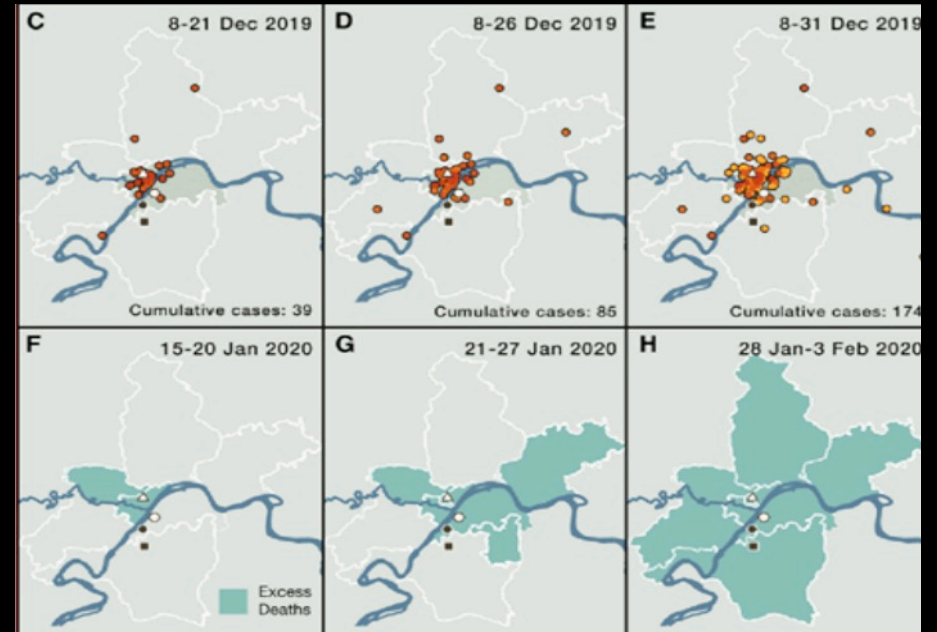 C 8-21 Dec 2019
D 8-26 Dec 2019
E 8-31 Dec 2019
Cumulative cases: 39
Cumulative cases: 85
Cumulative cases: 174
F 15-20 Jan 2020
G 21-27 Jan 2020
H 28 Jan-3 Feb 2020
Excess
Deaths